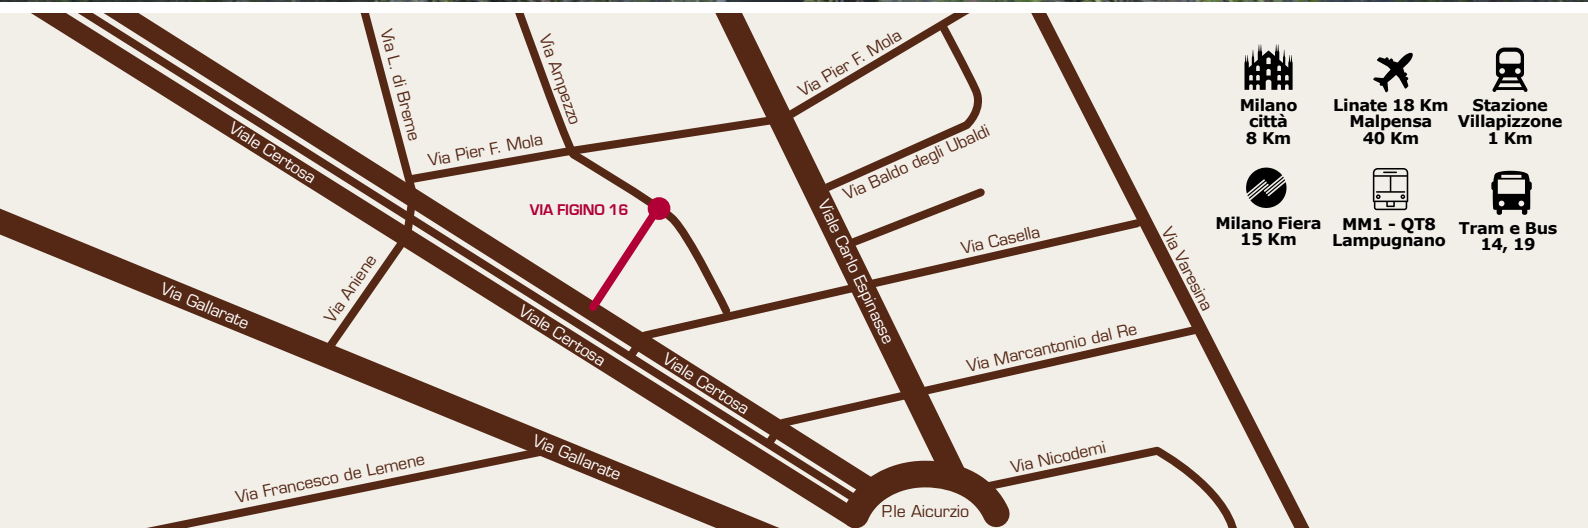 Via L. di Breme
Via Ampezzo
Via Pier F. Mola
Viale Certosa
Via Pier F. Mola
Via Baldo degli Ubaldi
VIA FIGINO 16
Viale Carlo Espinasse
Via Casella
Via Varesina
Via Aniene
Via Gallarate
Viale Certosa
Viale Certosa
Via Marcantonio dal Re
Via Gallarate
Via Francesco de Lemene
Via Nicodemi
P.le Aicurzio
Milano
città
8 Km
Linate 18 Km
Malpensa
40 Km
Stazione
Villapizzone
1 Km
Milano Fiera
15 Km
MM1 - QT8
Lampugnano
Tram e Bus
14, 19